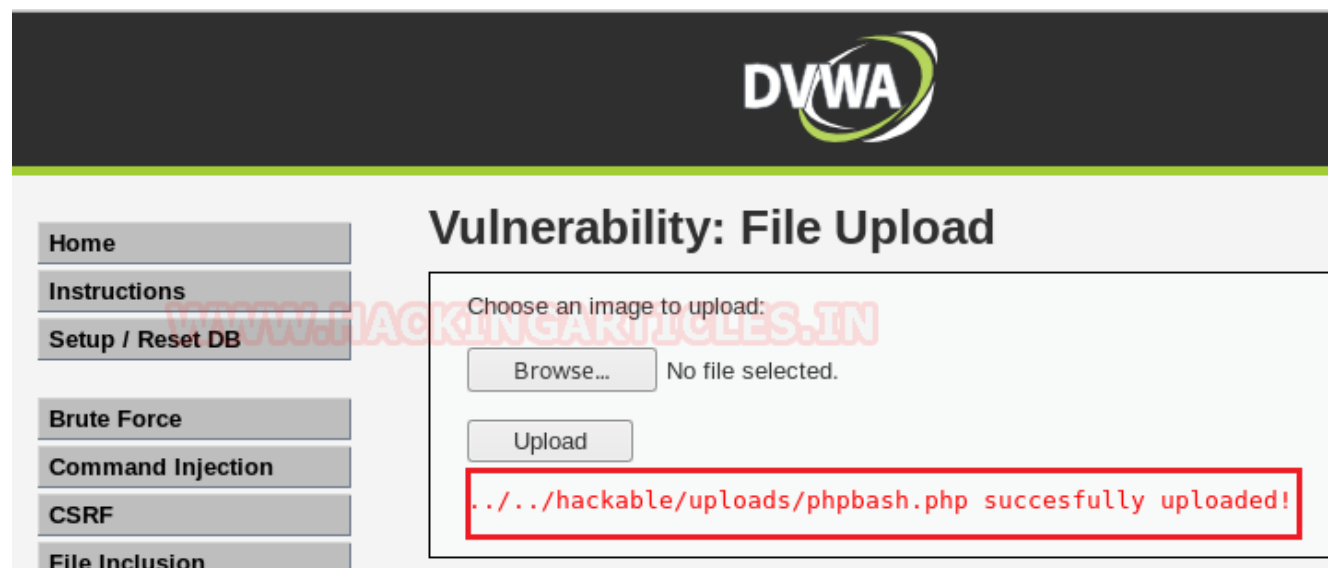 DVWA
Vulnerability: File Upload
Home
Instructions
Setup / Reset DB
Brute Force
Command Injection
CSRF
File Inclusion
Choose an image to upload:
Browse... No file selected.
Upload
../../hackable/uploads/phpbash.php succesfully uploaded!
WWW.HACKINGARTICLES.IN